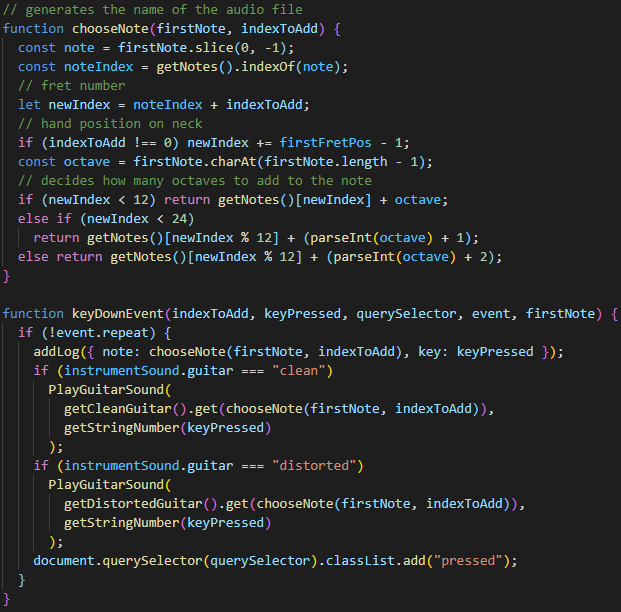 // generates the name of the audio file
function chooseNote(firstNote, indexToAdd) {
  const note = firstNote.slice(0, -1);
  const noteIndex = getNotes().indexOf(note);
  // fret number
  let newIndex = noteIndex + indexToAdd;
  // hand position on neck
  if (indexToAdd !== 0) newIndex += firstFretPos - 1;
  const octave = firstNote.charAt(firstNote.length - 1);
  // decides how many octaves to add to the note
  if (newIndex < 12) return getNotes()[newIndex] + octave;
  else if (newIndex < 24)
    return getNotes()[newIndex % 12] + (parseInt(octave) + 1);
  else return getNotes()[newIndex % 12] + (parseInt(octave) + 2);
}

function keyDownEvent(indexToAdd, keyPressed, querySelector, event, firstNote) {
  if (!event.repeat) {
    addLog({ note: chooseNote(firstNote, indexToAdd), key: keyPressed });
    if (instrumentSound.guitar === "clean")
      PlayGuitarSound(
        getCleanGuitar().get(chooseNote(firstNote, indexToAdd)),
        getStringNumber(keyPressed)
      );
    if (instrumentSound.guitar === "distorted")
      PlayGuitarSound(
        getDistortedGuitar().get(chooseNote(firstNote, indexToAdd)),
        getStringNumber(keyPressed)
      );
    document.querySelector(querySelector).classList.add("pressed");
  }
}